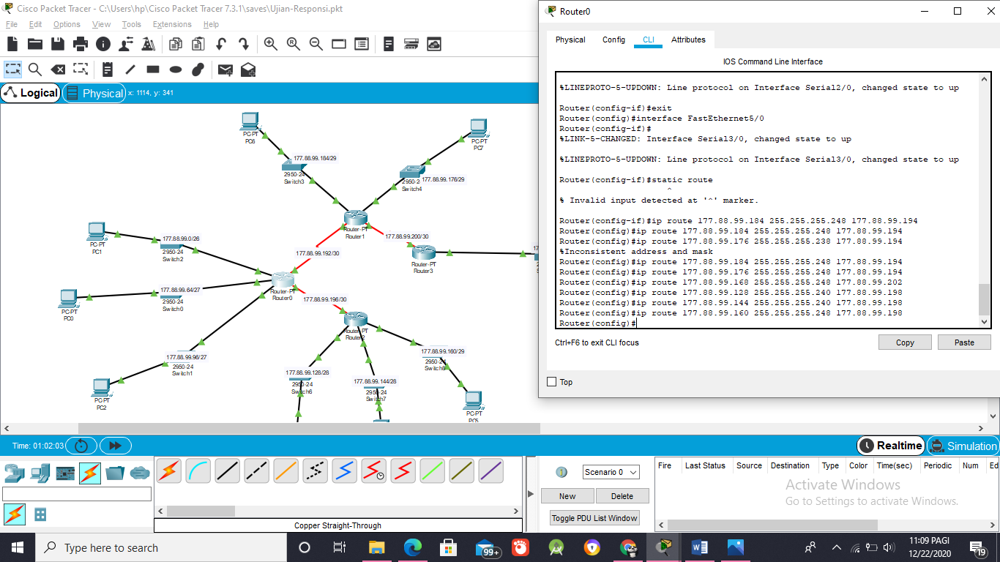 Cisco Packet Tracer - C:\Users\hp\Cisco Packet Tracer 7.3.1\saves\Ujian-Responsi.pkt
File Edit Options View Tools Extensions Help
Logical
Physical
x: 1114, y: 341
PC-PT
PC6
177.88.99.184/29
2950-24
Switch3
PC-PT
PC7
2950-2
177.88.99.176/29
Switch4
Router-PT
Router1
177.88.99.200/30
Router-PT
Router3
PC-PT
PC1
177.88.99.0/26
2950-24
Switch2
177.88.99.192/30
Router-PT
Router0
PC-PT
PC0
177.88.99.64/27
2950-24
Switch0
177.88.99.196/30
Router-PT
Router2
177.88.99.96/27
2950-24
Switch1
PC-PT
PC2
177.88.99.128/28
2950-24
Switch6
177.88.99.144/28
2950-24
Switch7
177.88.99.160/29
2950-24
Switch8
PC-PT
PC5
Router0
Physical Config CLI Attributes
IOS Command Line Interface
%LINEPROTO-5-UPDOWN: Line protocol on Interface Serial2/0, changed state to up
Router(config-if)#exit
Router(config)#interface FastEthernet5/0
Router(config-if)#
%LINK-5-CHANGED: Interface Serial3/0, changed state to up
%LINEPROTO-5-UPDOWN: Line protocol on Interface Serial3/0, changed state to up
Router(config-if)#static route
^
% Invalid input detected at '^' marker.
Router(config-if)#ip route 177.88.99.184 255.255.255.248 177.88.99.194
Router(config)#ip route 177.88.99.184 255.255.255.248 177.88.99.194
Router(config)#ip route 177.88.99.176 255.255.255.238 177.88.99.194
%Inconsistent address and mask
Router(config)#ip route 177.88.99.184 255.255.255.248 177.88.99.194
Router(config)#ip route 177.88.99.176 255.255.255.248 177.88.99.194
Router(config)#ip route 177.88.99.168 255.255.255.248 177.88.99.202
Router(config)#ip route 177.88.99.128 255.255.255.240 177.88.99.198
Router(config)#ip route 177.88.99.144 255.255.255.240 177.88.99.198
Router(config)#ip route 177.88.99.160 255.255.255.248 177.88.99.198
Router(config)#
Ctrl+F6 to exit CLI focus
Copy
Paste
Top
Time: 01:02:03
Realtime
Simulation
Scenario 0
New
Delete
Toggle PDU List Window
Fire Last Status Source Destination Type Color Time(sec) Periodic Num Ed
Activate Windows
Go to Settings to activate Windows.
Copper Straight-Through
Type here to search
99+
11:09 PAGI
12/22/2020
19